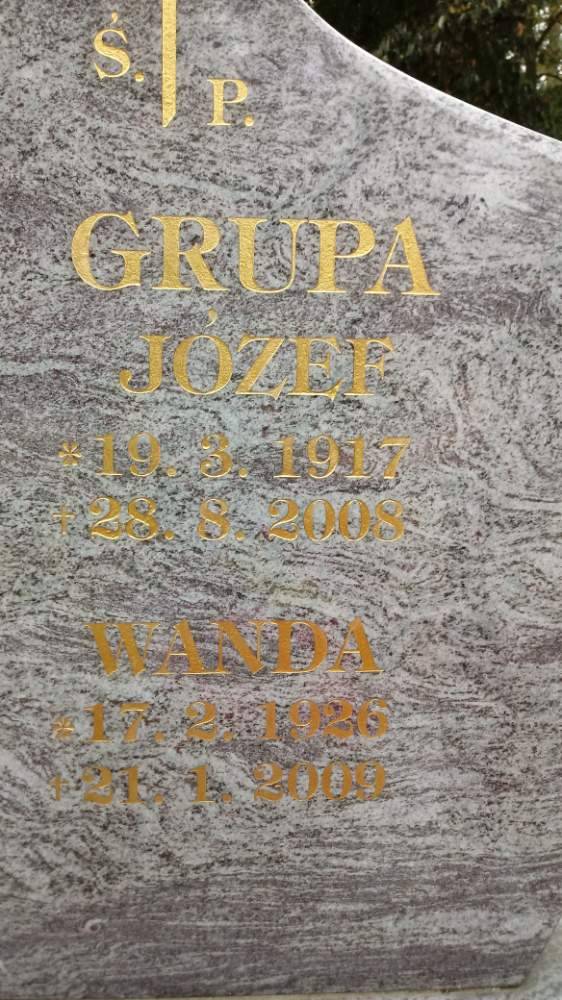 Ś. P.
GRUPA
JÓZEF
* 19. 3. 1917
† 28. 8. 2008
WANDA
* 17. 2. 1926
† 21. 1. 2009